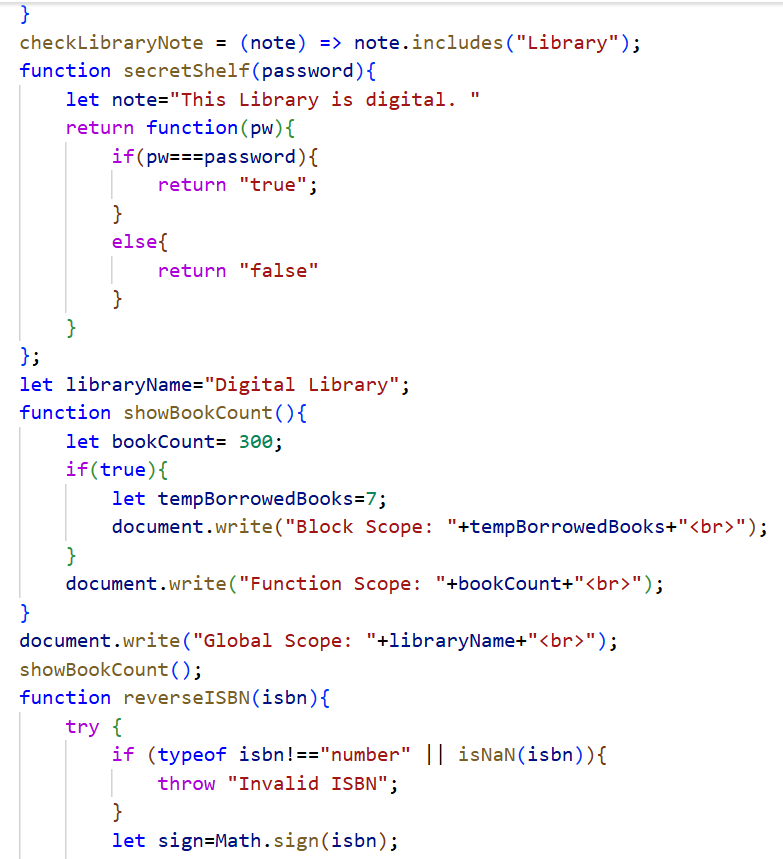 }
checkLibraryNote = (note) => note.includes("Library");
function secretShelf(password){
    let note="This Library is digital. "
    return function(pw){
        if(pw===password){
            return "true";
        }
        else{
            return "false"
        }
    }
};
let libraryName="Digital Library";
function showBookCount(){
    let bookCount= 300;
    if(true){
        let tempBorrowedBooks=7;
        document.write("Block Scope: "+tempBorrowedBooks+"<br>");
    }
    document.write("Function Scope: "+bookCount+"<br>");
}
document.write("Global Scope: "+libraryName+"<br>");
showBookCount();
function reverseISBN(isbn){
    try {
        if (typeof isbn!=="number" || isNaN(isbn)){
            throw "Invalid ISBN";
        }
        let sign=Math.sign(isbn);